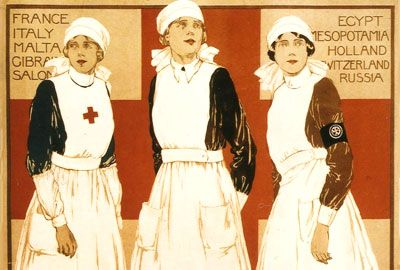 FRANCE
ITALY
MALTA
GIBRA
SALON
EGYPT
MESOPOTAMIA
HOLLAND
WITZERLAND
RUSSIA